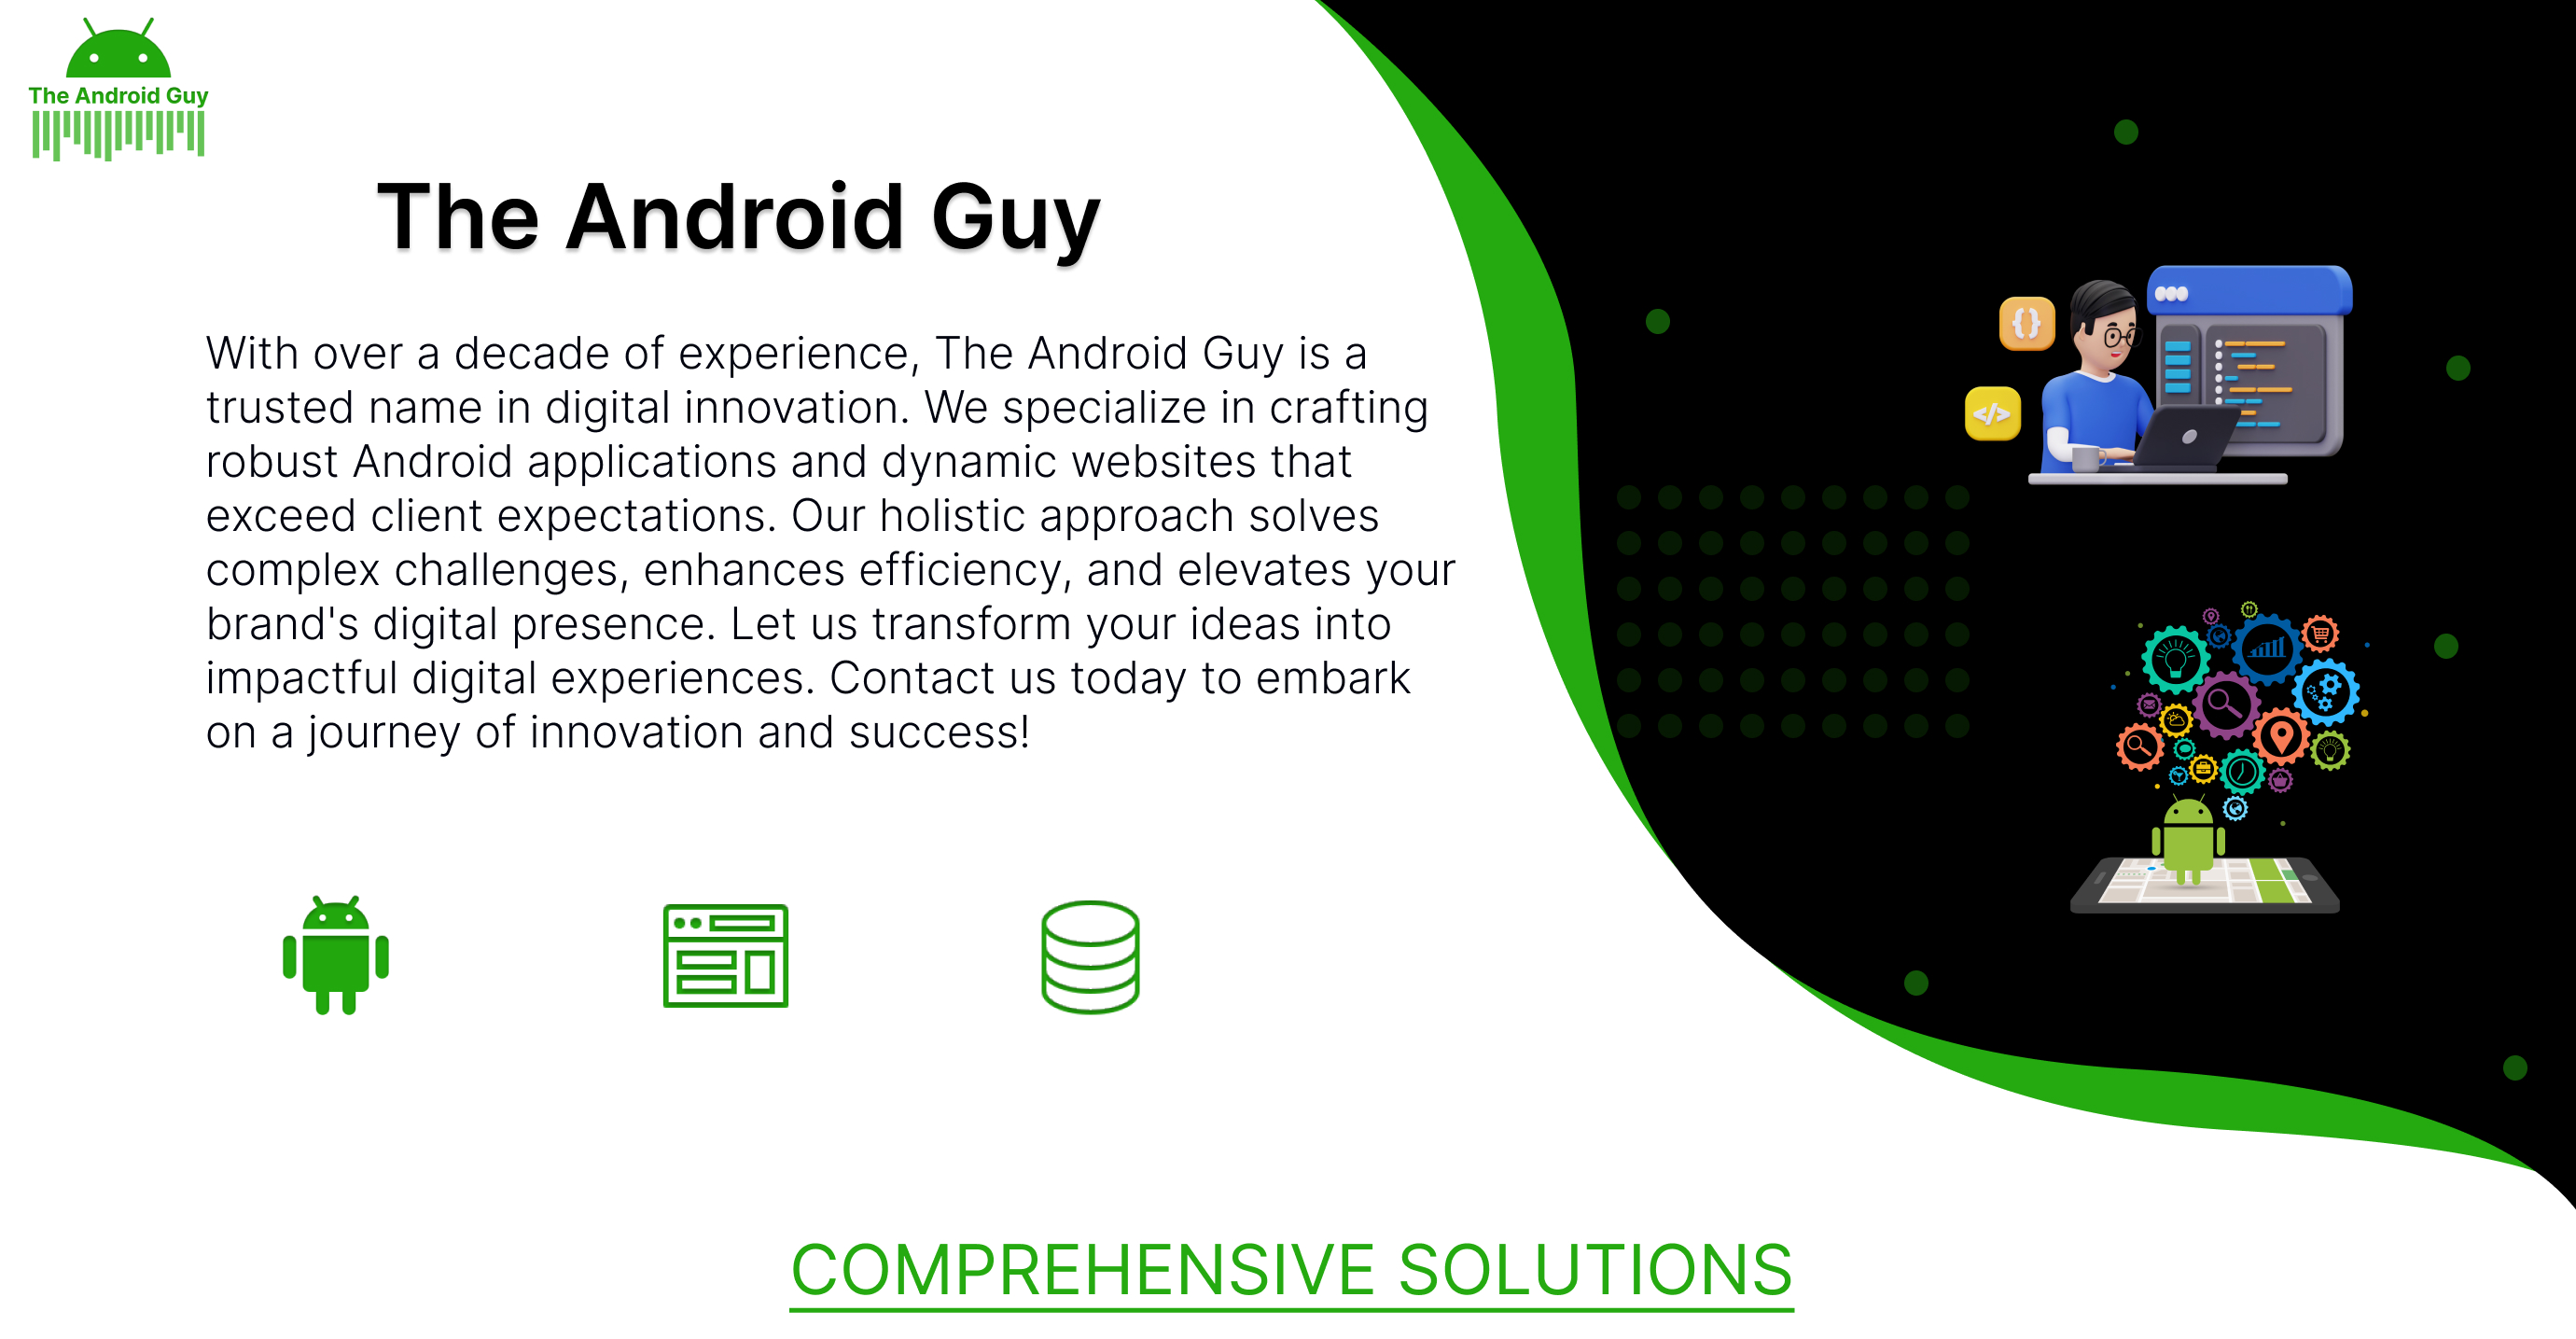 The Android Guy
The Android Guy
With over a decade of experience, The Android Guy is a
trusted name in digital innovation. We specialize in crafting
robust Android applications and dynamic websites that
exceed client expectations. Our holistic approach solves
complex challenges, enhances efficiency, and elevates your
brand's digital presence. Let us transform your ideas into
impactful digital experiences. Contact us today to embark
on a journey of innovation and success!
{}
</>
COMPREHENSIVE SOLUTIONS